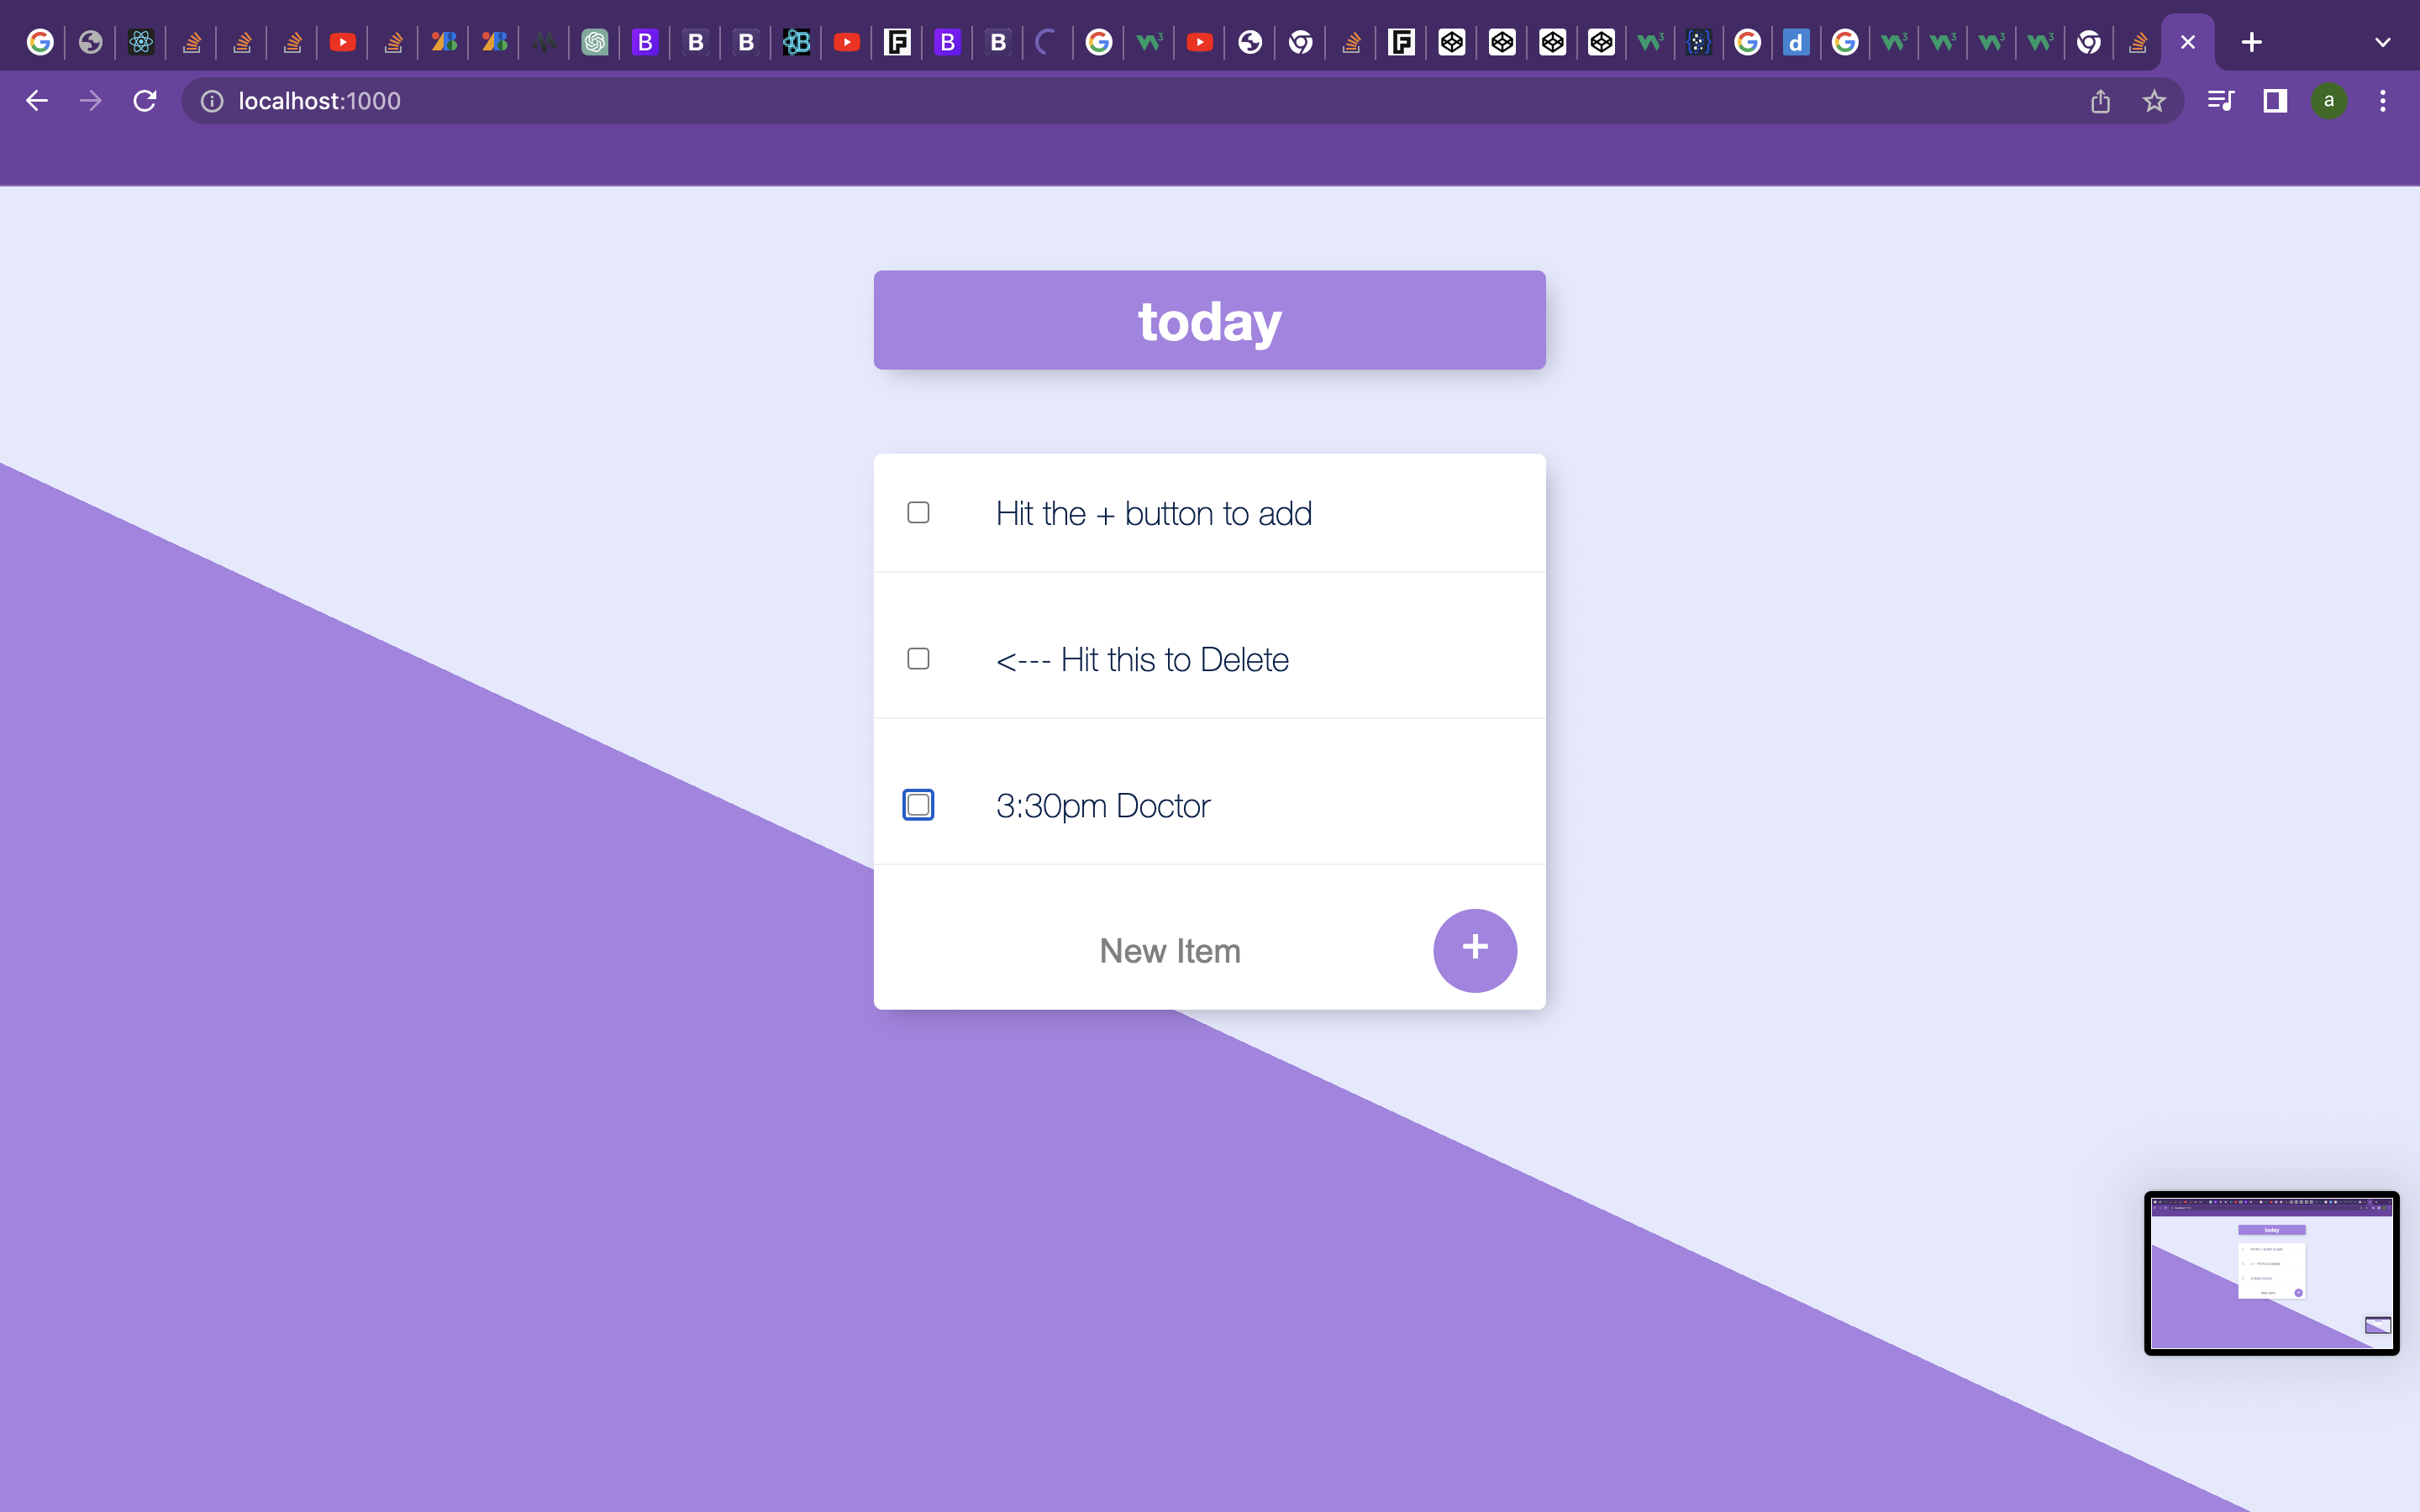 localhost:1000
a
today
Hit the + button to add
<--- Hit this to Delete
3:30pm Doctor
New Item
+